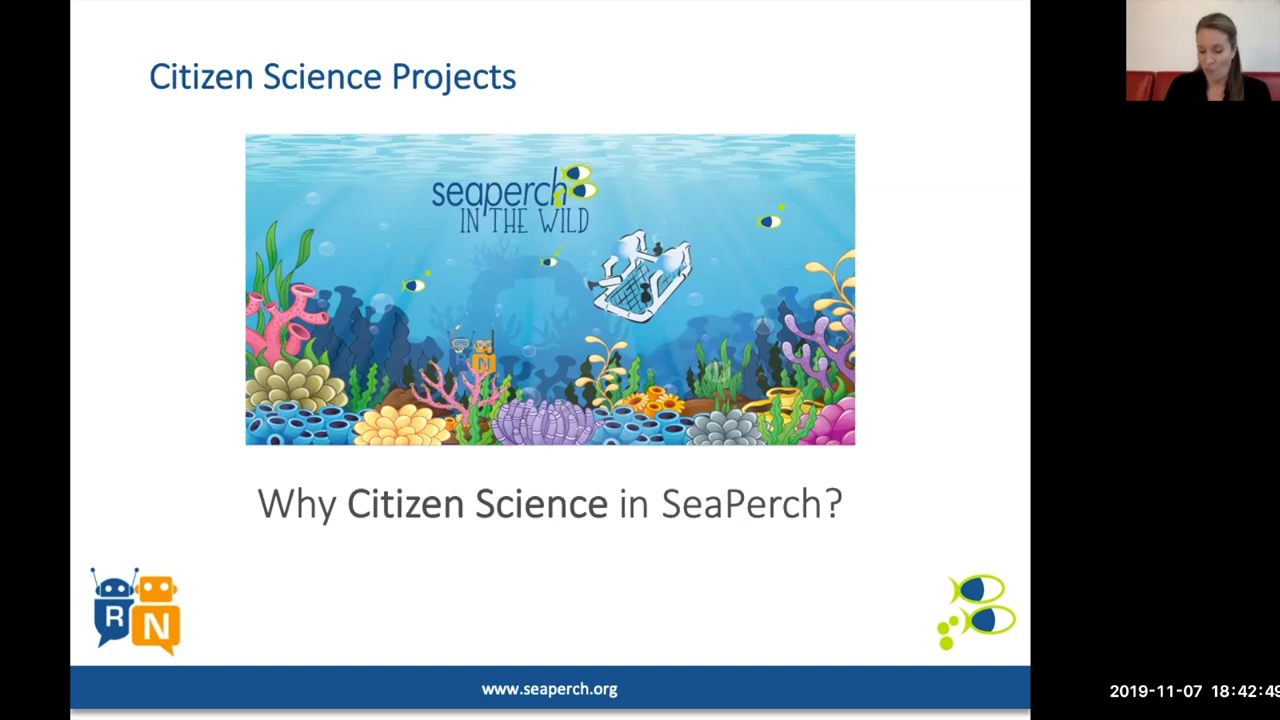 Citizen Science Projects
seaperch
IN THE WILD
R N
Why Citizen Science in SeaPerch?
R N
www.seaperch.org
2019-11-07 18:42:49